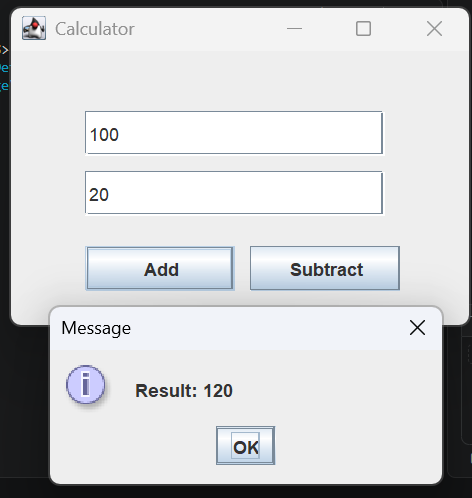 Calculator
100
20
Add Subtract
Message
Result: 120
OK